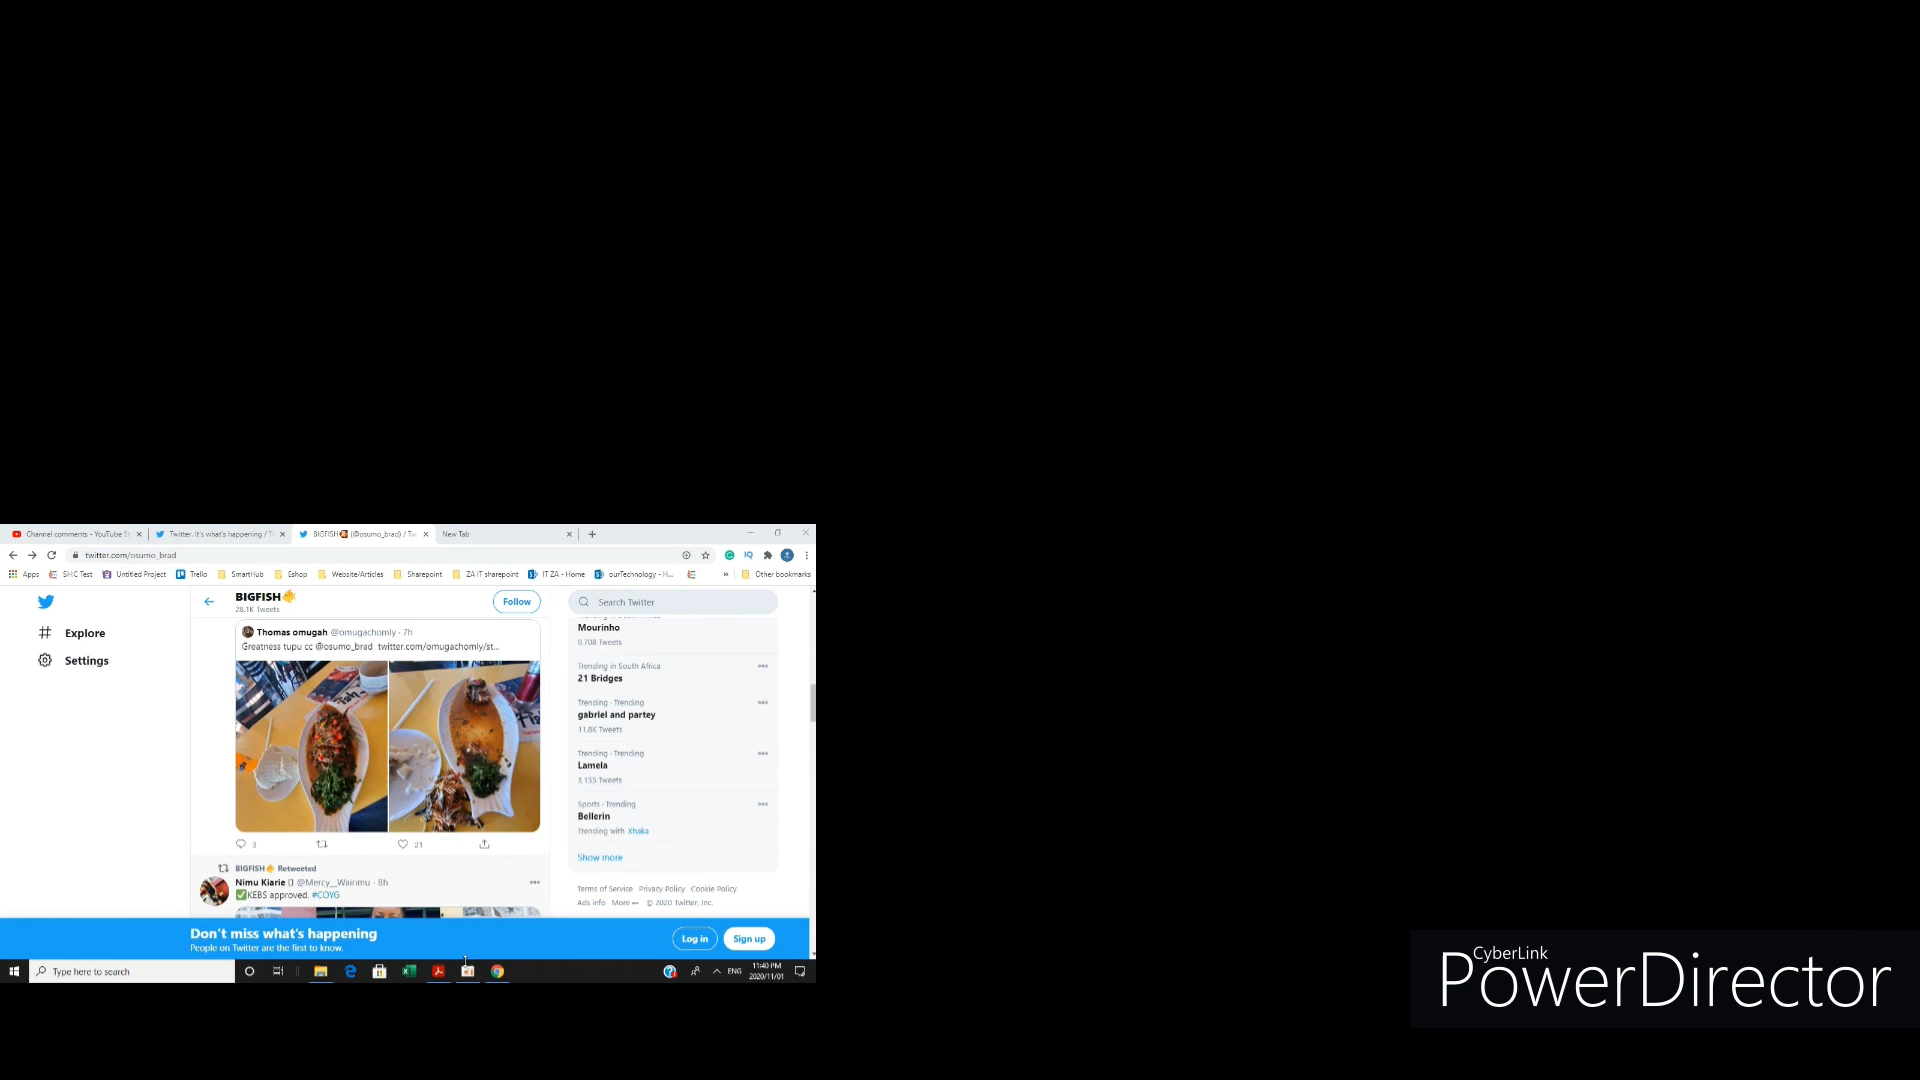 Channel comments - YouTube St
Twitter. It's what's happening / T
BIGFISH (@osumo_brad) / Tw
New Tab
twitter.com/osumo_brad
IQ
Apps
SH:C Test
Untitled Project
Trello
SmartHub
Eshop
Website/Articles
Sharepoint
ZA IT sharepoint
IT ZA - Home
ourTechnology - H...
Other bookmarks
BIGFISH
28.1K Tweets
Follow
Search Twitter
Explore
Settings
Thomas omugah @omugachomly · 7h
Greatness tupu cc @osumo_brad twitter.com/omugachomly/st...
21
BIGFISH Retweeted
Nimu Kiarie @Mercy__Wairimu · 8h
✅KEBS approved. #COYG
Mourinho
9,708 Tweets
Trending in South Africa
21 Bridges
Trending · Trending
gabriel and partey
11.8K Tweets
Trending · Trending
Lamela
3,155 Tweets
Sports · Trending
Bellerin
Trending with Xhaka
Show more
Terms of Service Privacy Policy Cookie Policy
Ads info More ··· © 2020 Twitter, Inc.
Don't miss what's happening
People on Twitter are the first to know.
Log in
Sign up
Type here to search
ENG
11:40 PM
2020/11/01
CyberLink
PowerDirector